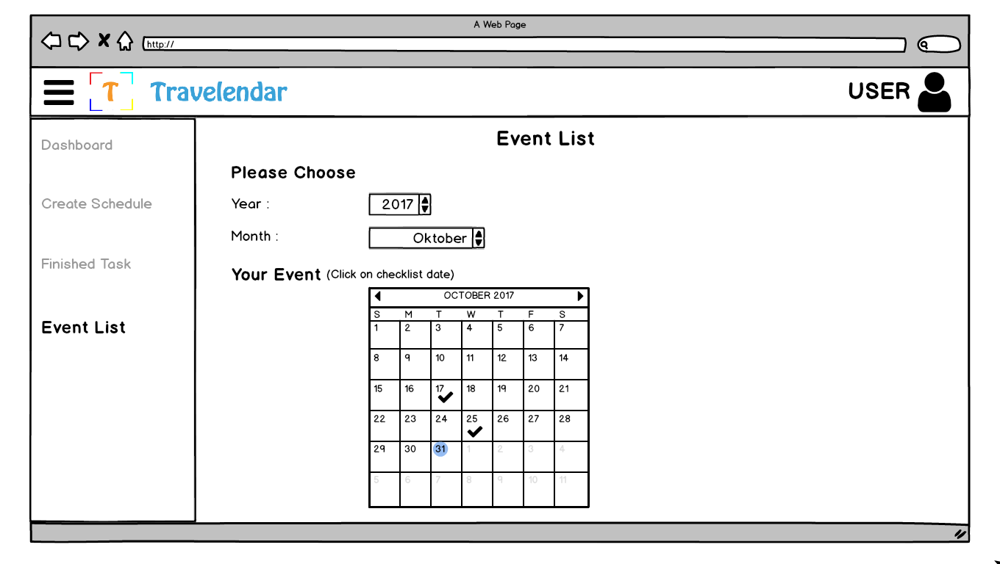 A Web Page
http://
T Travelendar
USER
Dashboard
Create Schedule
Finished Task
Event List
Event List
Please Choose
Year : 2017
Month : Oktober
Your Event (Click on checklist date)
OCTOBER 2017
S M T W T F S
1 2 3 4 5 6 7
8 9 10 11 12 13 14
15 16 17 18 19 20 21
22 23 24 25 26 27 28
29 30 31 1 2 3 4
5 6 7 8 9 10 11